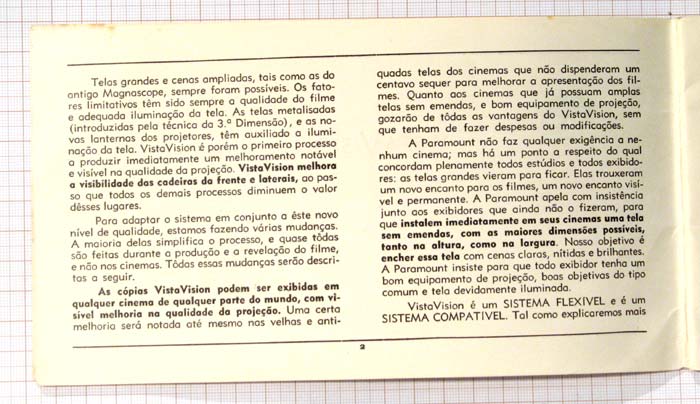 Telas grandes e cenas ampliadas, tais como as do
antigo Magnascope, sempre foram possíveis. Os fato-
res limitativos têm sido sempre a qualidade do filme
e adequada iluminação da tela. As telas metalisadas
(introduzidas pela técnica da 3.ª Dimensão), e as no-
vas lanternas dos projetores, têm auxiliado a ilumi-
nação da tela. VistaVision é porém o primeiro processo
a produzir imediatamente um melhoramento notável
e visível na qualidade da projeção. VistaVision melhora
a visibilidade das cadeiras da frente e laterais, ao pas-
so que todos os demais processos diminuem o valor
dêsses lugares.
Para adaptar o sistema em conjunto a êste novo
nível de qualidade, estamos fazendo várias mudanças.
A maioria delas simplifica o processo, e quase tôdas
são feitas durante a produção e a revelação do filme,
e não nos cinemas. Tôdas essas mudanças serão descri-
tas a seguir.
As cópias VistaVision podem ser exibidas em
qualquer cinema de qualquer parte do mundo, com vi-
sível melhoria na qualidade da projeção. Uma certa
melhoria será notada até mesmo nas velhas e anti-
quadas telas dos cinemas que não dispenderam um
centavo sequer para melhorar a apresentação dos fil-
mes. Quanto aos cinemas que já possuam amplas
telas sem emendas, e bom equipamento de projeção,
gozarão de tôdas as vantagens do VistaVision, sem
que tenham de fazer despesas ou modificações.
A Paramount não faz qualquer exigência a ne-
nhum cinema; mas há um ponto a respeito do qual
concordam plenamente todos estúdios e todos exibido-
res: as telas grandes vieram para ficar. Elas trouxeram
um novo encanto para os filmes, um novo encanto visí-
vel e permanente. A Paramount apela com insistência
junto aos exibidores que ainda não o fizeram, para
que instalem imediatamente em seus cinemas uma tela
sem emendas, com as maiores dimensões possíveis,
tanto na altura, como na largura. Nosso objetivo é
encher essa tela com cenas claras, nítidas e brilhantes.
A Paramount insiste para que todo exibidor tenha um
bom equipamento de projeção, boas objetivas do tipo
comum e tela devidamente iluminada.
VistaVision é um SISTEMA FLEXÍVEL e é um
SISTEMA COMPATÍVEL. Tal como explicaremos mais
2